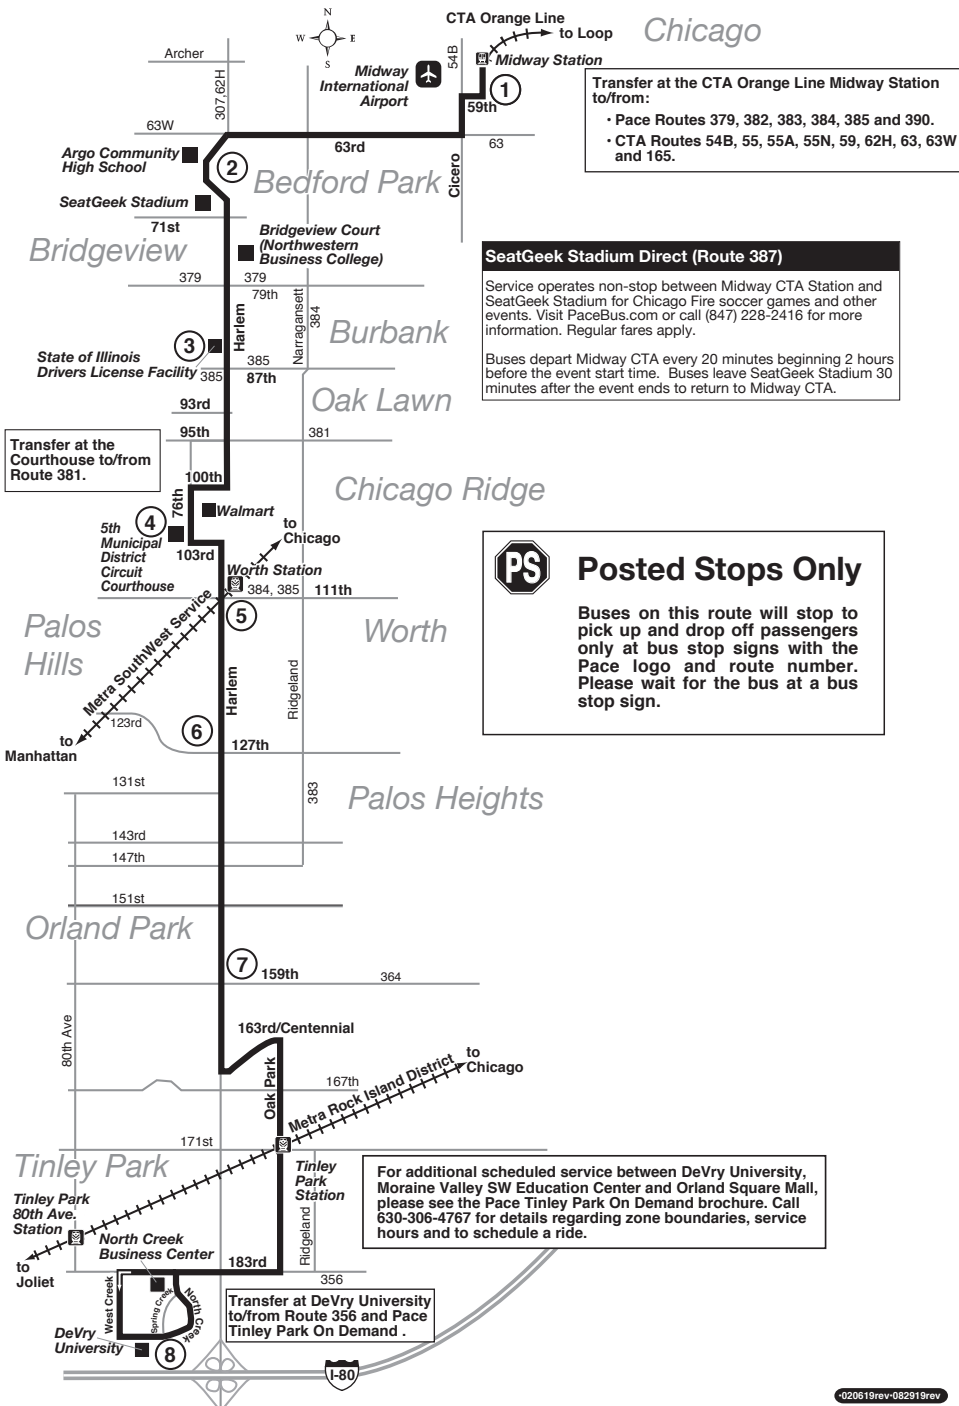 N
W
E
S
CTA Orange Line
to Loop
Chicago
Archer
307,62H
54B
Midway Station
Midway
International
Airport
1
59th
Transfer at the CTA Orange Line Midway Station
to/from:
• Pace Routes 379, 382, 383, 384, 385 and 390.
• CTA Routes 54B, 55, 55A, 55N, 59, 62H, 63, 63W
and 165.
63W
63rd
63
Cicero
Argo Community
High School
2
Bedford Park
SeatGeek Stadium
71st
Bridgeview
Bridgeview Court
(Northwestern
Business College)
379
379
79th
SeatGeek Stadium Direct (Route 387)
Service operates non-stop between Midway CTA Station and
SeatGeek Stadium for Chicago Fire soccer games and other
events. Visit PaceBus.com or call (847) 228-2416 for more
information. Regular fares apply.
Buses depart Midway CTA every 20 minutes beginning 2 hours
before the event start time. Buses leave SeatGeek Stadium 30
minutes after the event ends to return to Midway CTA.
Harlem
Narragansett
384
Burbank
3
State of Illinois
Drivers License Facility
385
385
87th
Oak Lawn
93rd
95th
381
Transfer at the
Courthouse to/from
Route 381.
100th
76th
Chicago Ridge
Walmart
4
5th
Municipal
District
Circuit
Courthouse
103rd
to
Chicago
Worth Station
384, 385
111th
5
PS
Posted Stops Only
Buses on this route will stop to
pick up and drop off passengers
only at bus stop signs with the
Pace logo and route number.
Please wait for the bus at a bus
stop sign.
Palos
Hills
Worth
Metra SouthWest Service
Harlem
Ridgeland
123rd
6
127th
to
Manhattan
131st
383
Palos Heights
143rd
147th
151st
Orland Park
7
159th
364
80th Ave
163rd/Centennial
Oak Park
167th
Metra Rock Island District
to
Chicago
171st
Tinley Park
Tinley
Park
Station
Tinley Park
80th Ave.
Station
For additional scheduled service between DeVry University,
Moraine Valley SW Education Center and Orland Square Mall,
please see the Pace Tinley Park On Demand brochure. Call
630-306-4767 for details regarding zone boundaries, service
hours and to schedule a ride.
Ridgeland
North Creek
Business Center
to
Joliet
183rd
356
West Creek
Spring Creek
North Creek
Transfer at DeVry University
to/from Route 356 and Pace
Tinley Park On Demand .
DeVry
University
8
I-80
•020619rev•082919rev